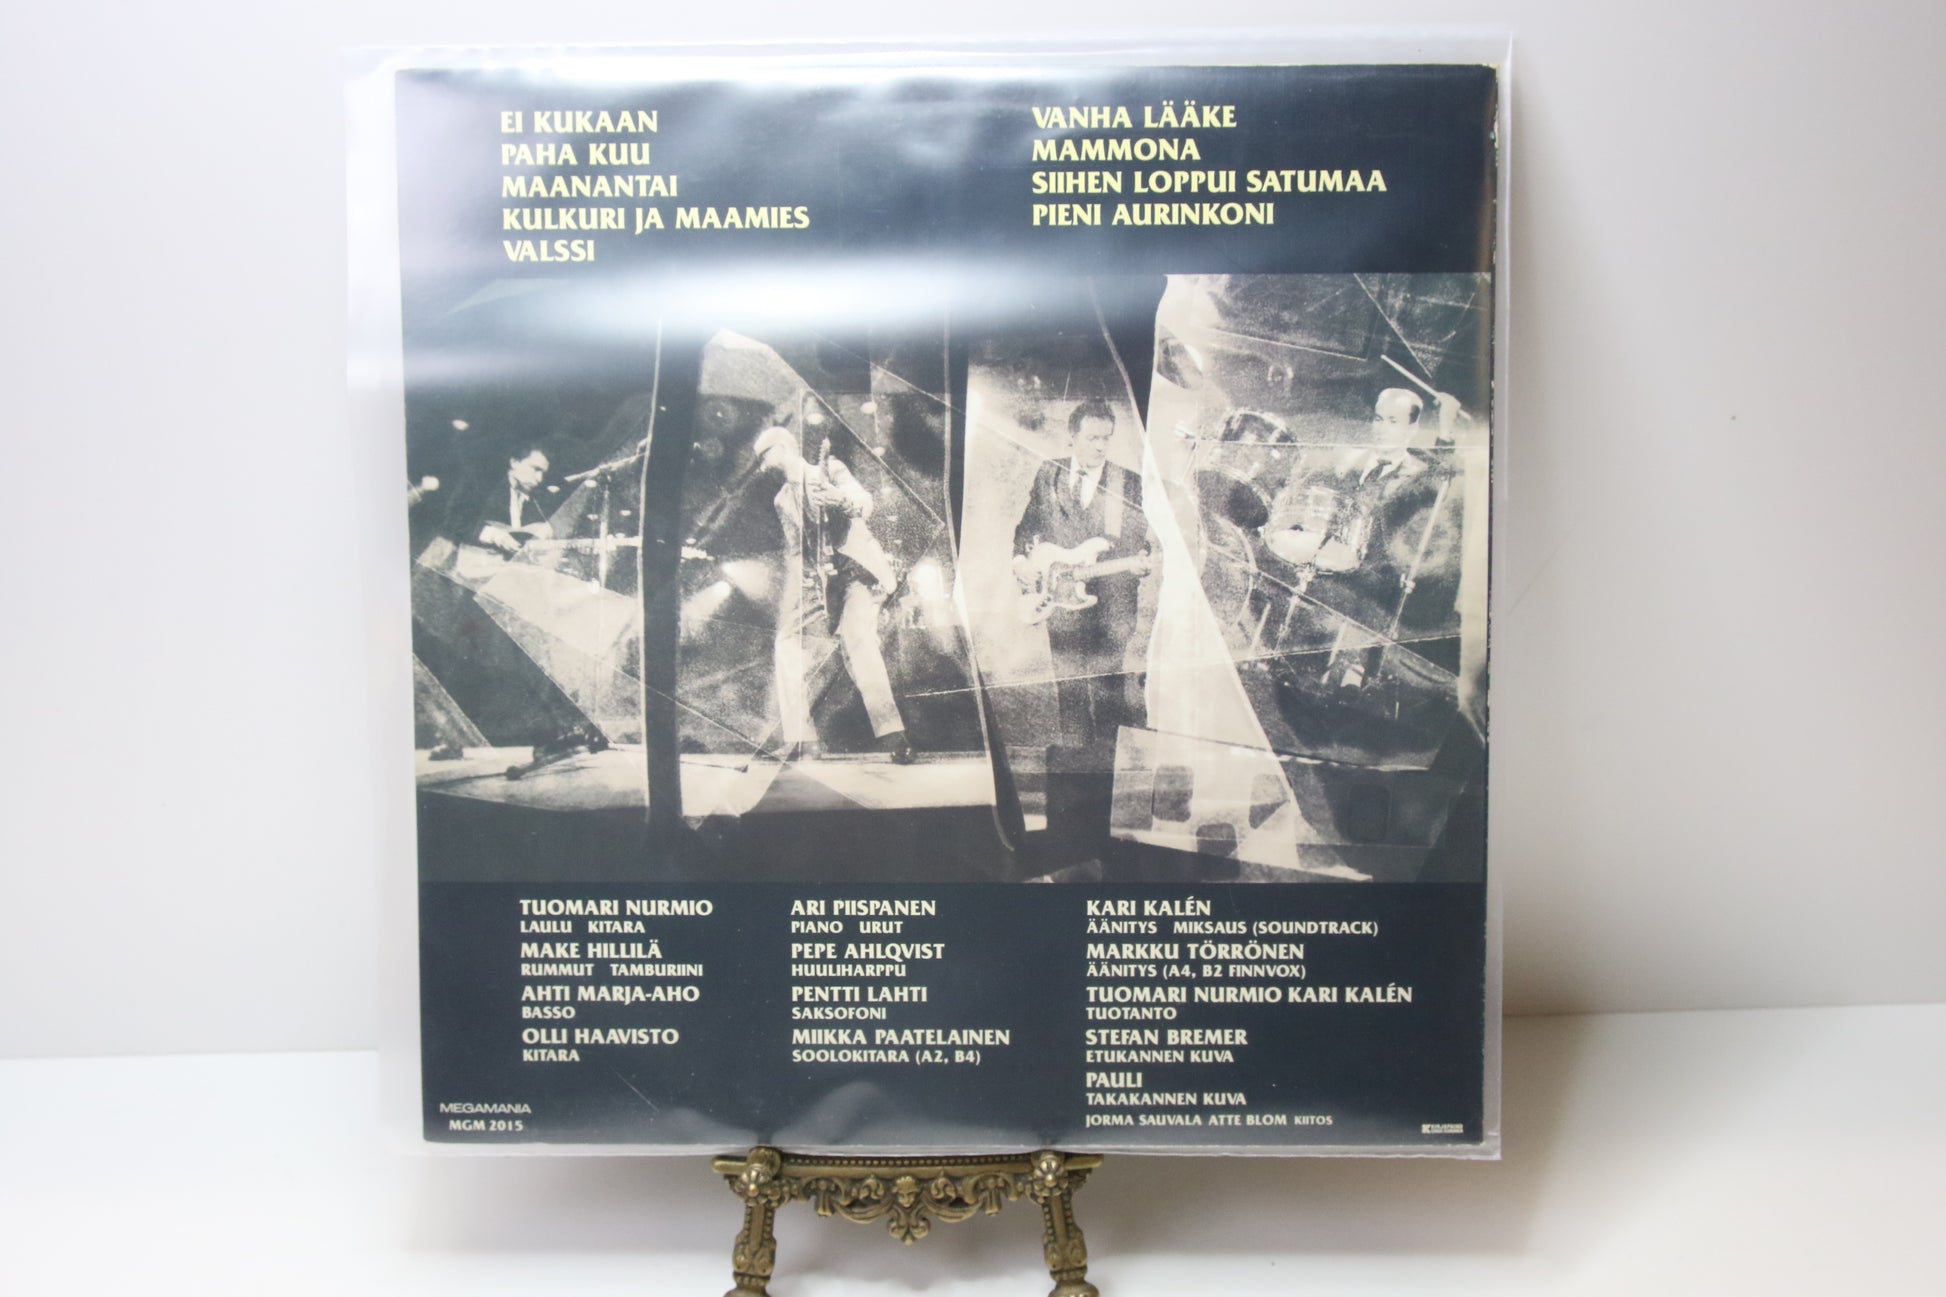 EI KUKAAN
PAHA KUU
MAANANTAI
KULKURI JA MAAMIES
VALSSI
VANHA LÄÄKE
MAMMONA
SIIHEN LOPPUI SATUMAA
PIENI AURINKONI
TUOMARI NURMIO
LAULU KITARA
MAKE HILLILÄ
RUMMUT TAMBURIINI
AHTI MARJA-AHO
BASSO
OLLI HAAVISTO
KITARA
ARI PIISPANEN
PIANO URUT
PEPE AHLQVIST
HUULIHARPPU
PENTTI LAHTI
SAKSOFONI
MIIKKA PAATELAINEN
SOOLOKITARA (A2, B4)
KARI KALÉN
ÄÄNITYS MIKSAUS (SOUNDTRACK)
MARKKU TÖRRÖNEN
ÄÄNITYS (A4, B2 FINNVOX)
TUOMARI NURMIO KARI KALÉN
TUOTANTO
STEFAN BREMER
ETUKANNEN KUVA
PAULI
TAKAKANNEN KUVA
JORMA SAUVALA ATTE BLOM KIITOS
MEGAMANIA
MGM 2015